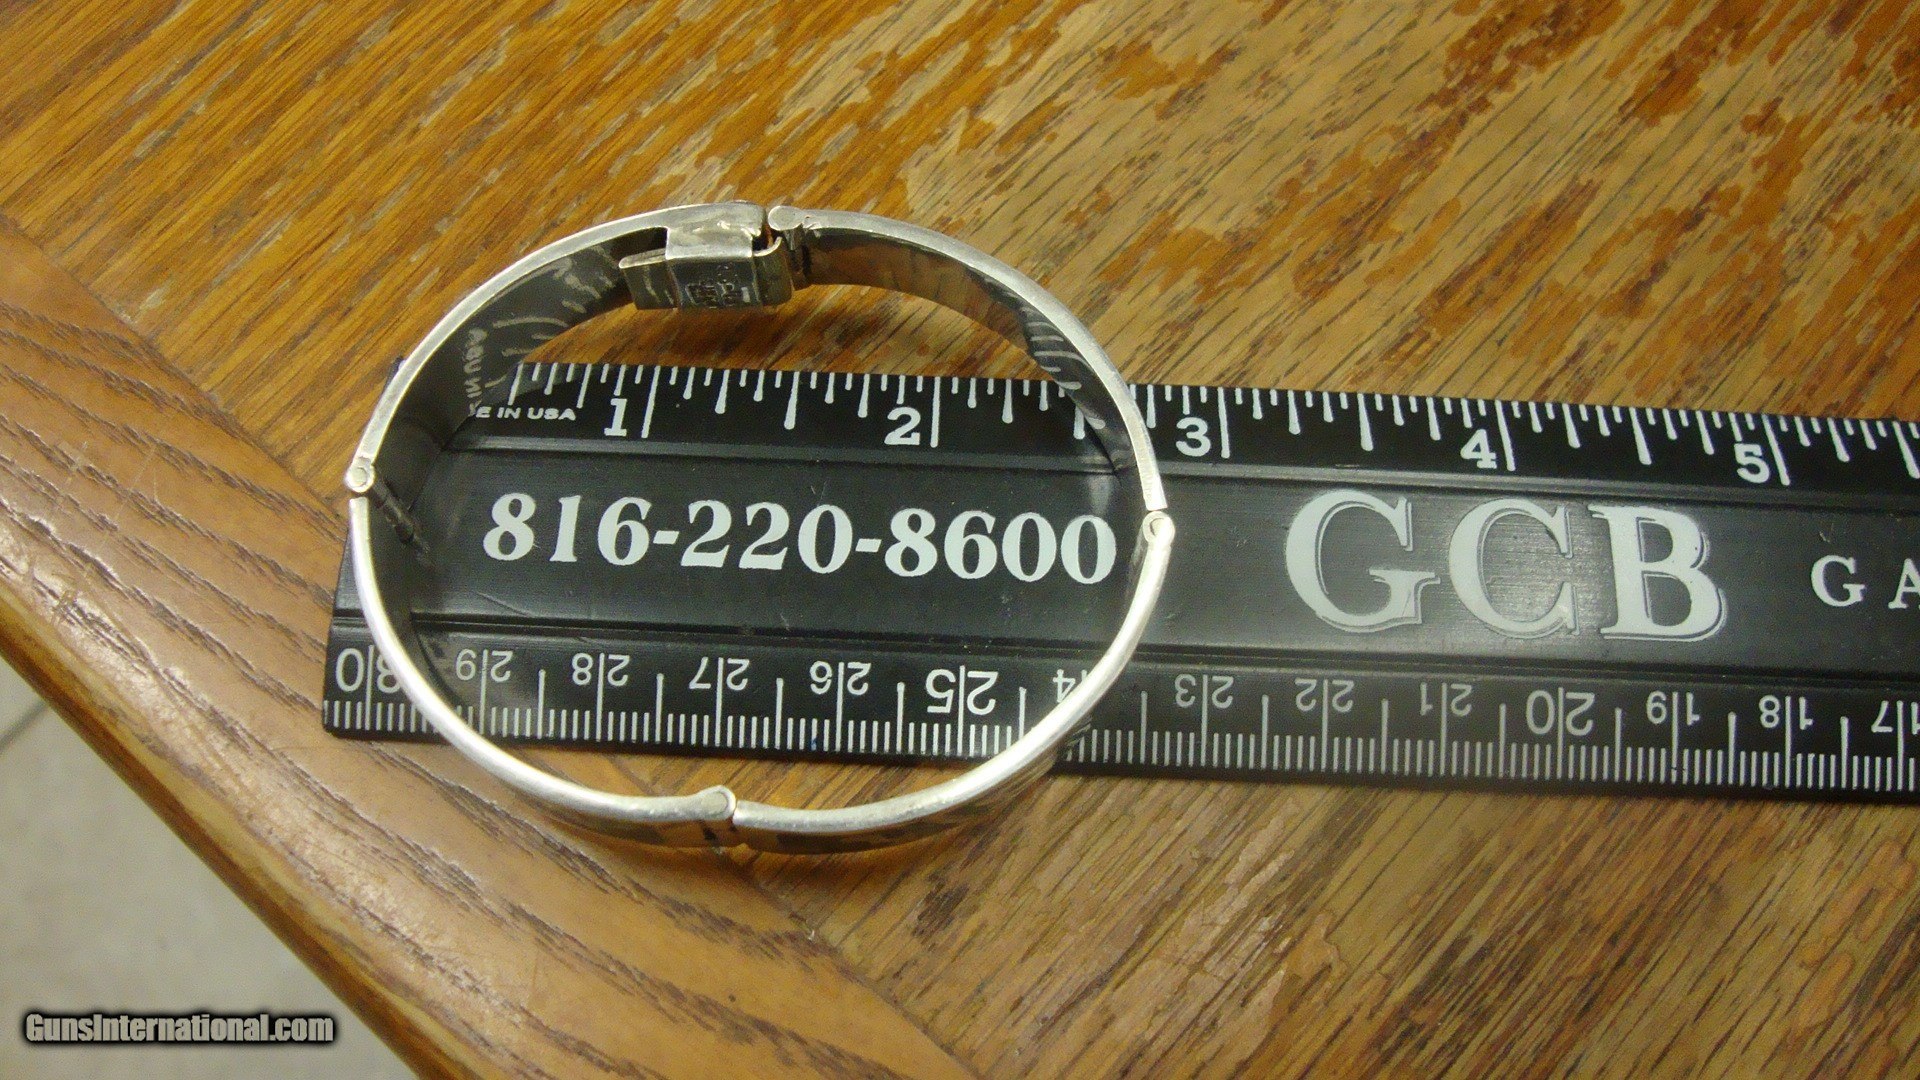 E IN USA
1 2 3 4 5
816-220-8600 GCB GA
30 29 28 27 26 25 24 23 22 21 20 19 18 17
GunsInternational.com